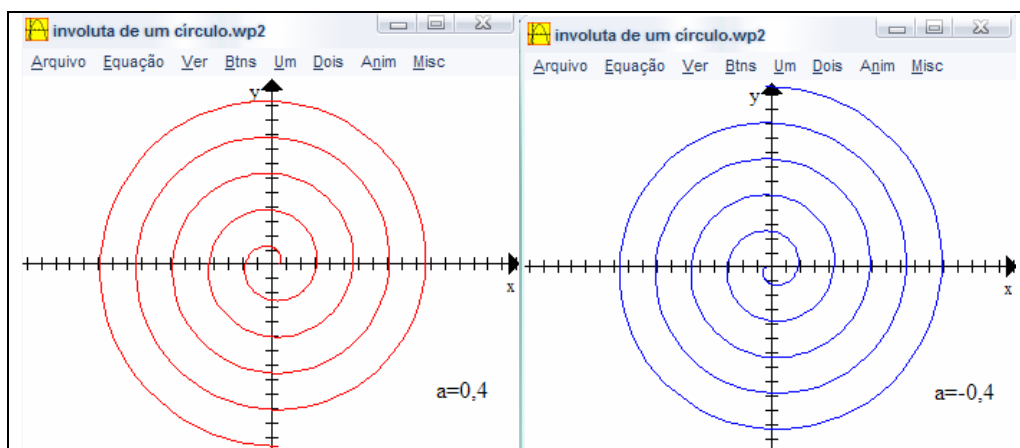 involuta de um círculo.wp2
Arquivo Equação Ver Btns Um Dois Anim Misc
y
x
a=0,4
involuta de um círculo.wp2
Arquivo Equação Ver Btns Um Dois Anim Misc
y
x
a=-0,4